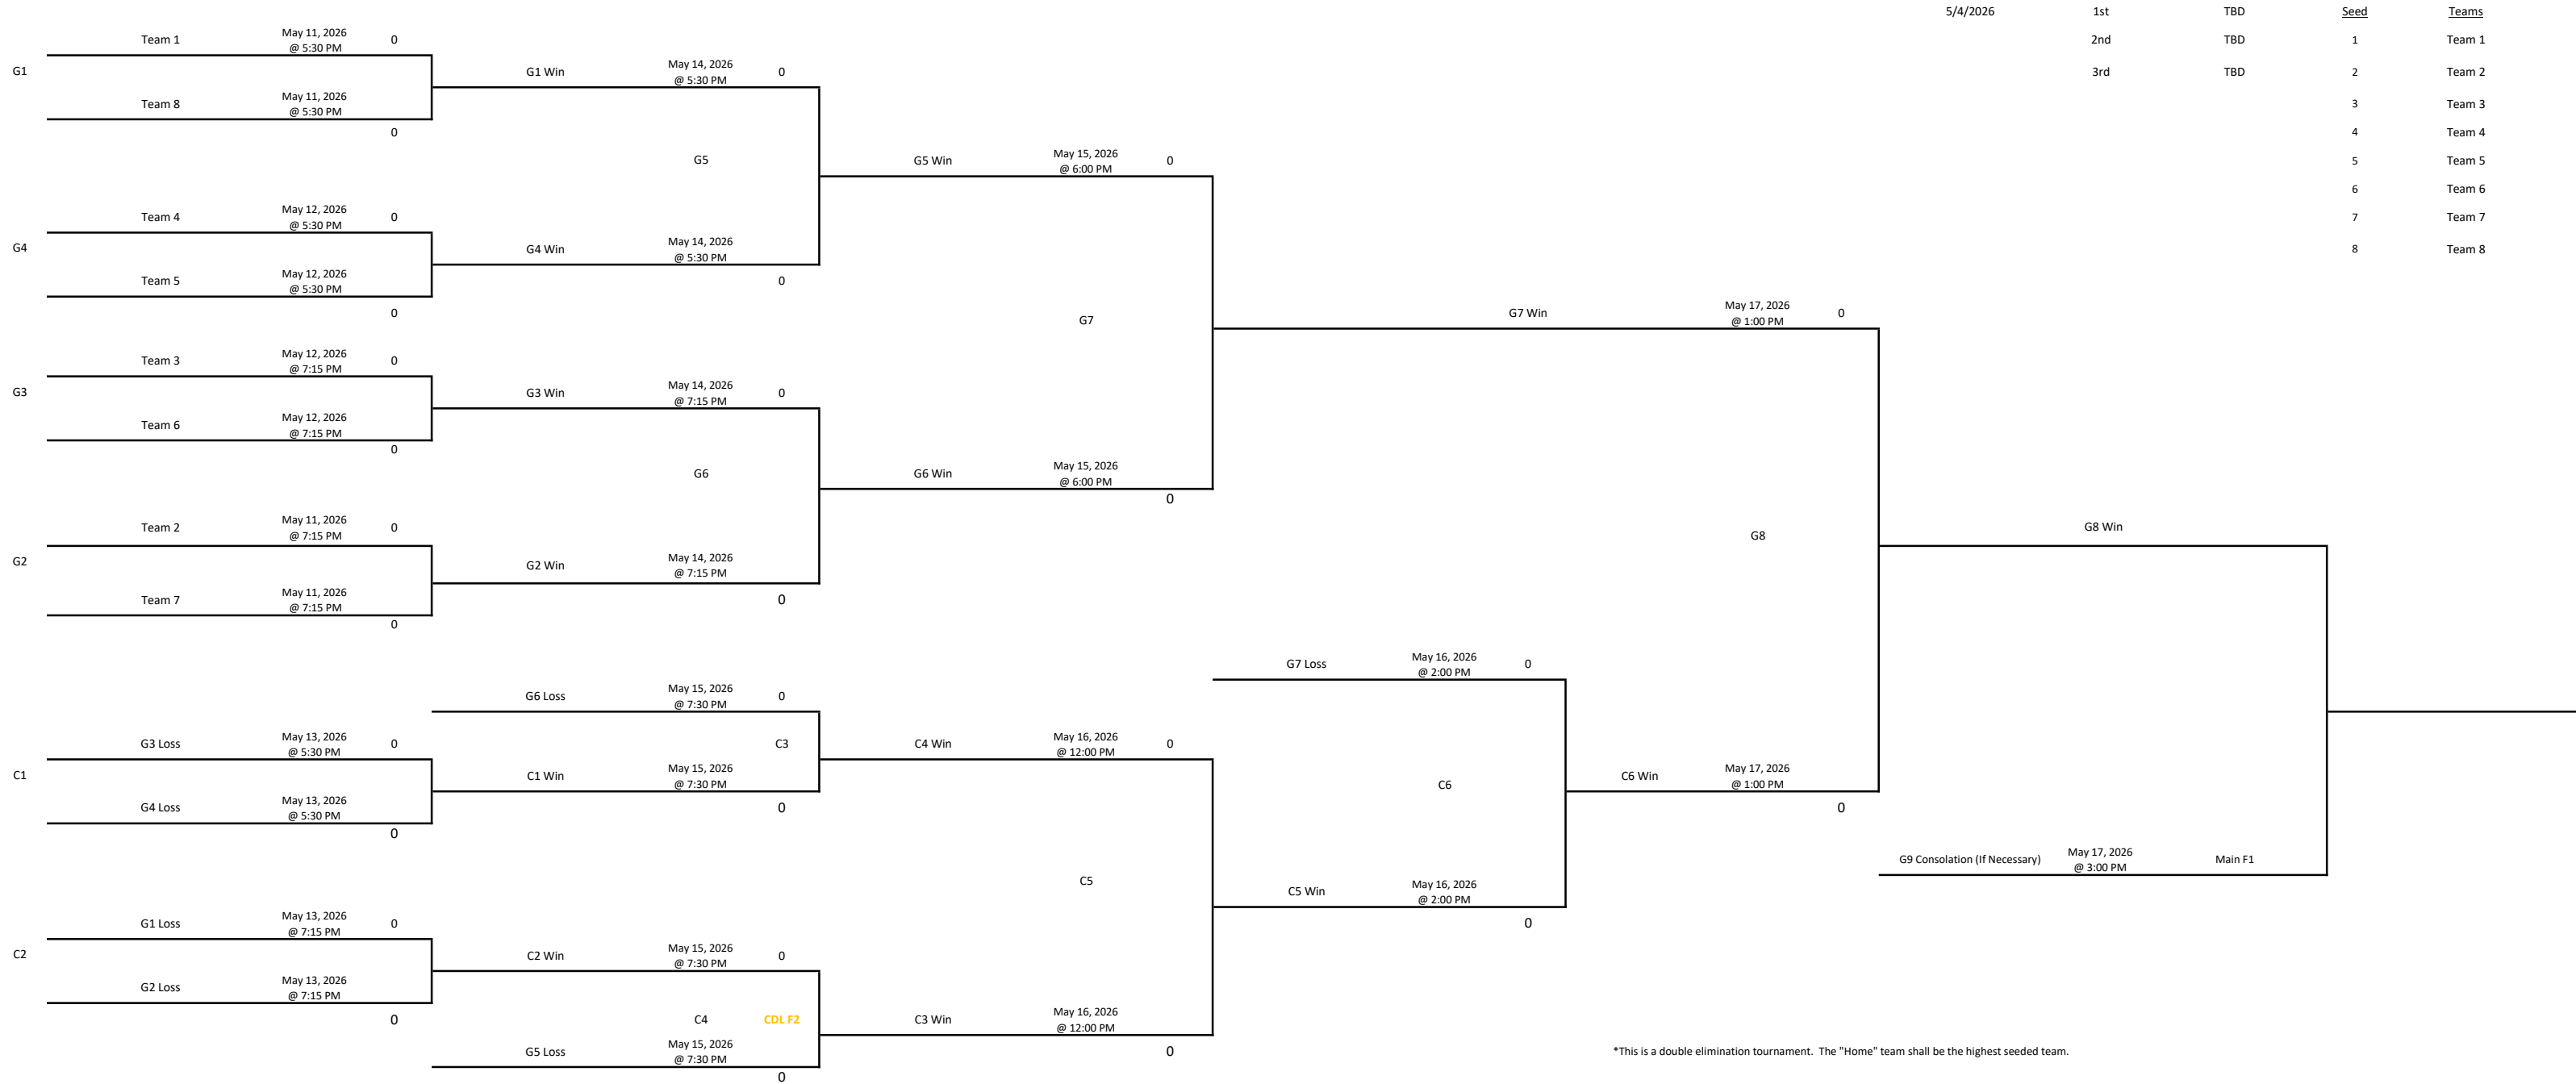 5/4/2026 1st TBD Seed Teams
Team 1 May 11, 2026 @ 5:30 PM 0
2nd TBD 1 Team 1
G1
G1 Win May 14, 2026 @ 5:30 PM 0
3rd TBD 2 Team 2
Team 8 May 11, 2026 @ 5:30 PM
3 Team 3
0
4 Team 4
G5
G5 Win May 15, 2026 @ 6:00 PM 0
5 Team 5
6 Team 6
Team 4 May 12, 2026 @ 5:30 PM 0
7 Team 7
G4
G4 Win May 14, 2026 @ 5:30 PM
8 Team 8
Team 5 May 12, 2026 @ 5:30 PM
0
0
G7
G7 Win May 17, 2026 @ 1:00 PM 0
Team 3 May 12, 2026 @ 7:15 PM 0
G3
G3 Win May 14, 2026 @ 7:15 PM 0
Team 6 May 12, 2026 @ 7:15 PM
0
G6
G6 Win May 15, 2026 @ 6:00 PM
0
Team 2 May 11, 2026 @ 7:15 PM 0
G8
G8 Win
G2
G2 Win May 14, 2026 @ 7:15 PM
Team 7 May 11, 2026 @ 7:15 PM
0
0
G7 Loss May 16, 2026 @ 2:00 PM 0
G6 Loss May 15, 2026 @ 7:30 PM 0
G3 Loss May 13, 2026 @ 5:30 PM 0
C3
C4 Win May 16, 2026 @ 12:00 PM 0
C1
C1 Win May 15, 2026 @ 7:30 PM
C6
C6 Win May 17, 2026 @ 1:00 PM
G4 Loss May 13, 2026 @ 5:30 PM
0
0
0
G9 Consolation (If Necessary) May 17, 2026 @ 3:00 PM Main F1
C5
C5 Win May 16, 2026 @ 2:00 PM
G1 Loss May 13, 2026 @ 7:15 PM 0
0
C2
C2 Win May 15, 2026 @ 7:30 PM 0
G2 Loss May 13, 2026 @ 7:15 PM
0
C4 CDL F2
C3 Win May 16, 2026 @ 12:00 PM
G5 Loss May 15, 2026 @ 7:30 PM
0
*This is a double elimination tournament. The "Home" team shall be the highest seeded team.
0